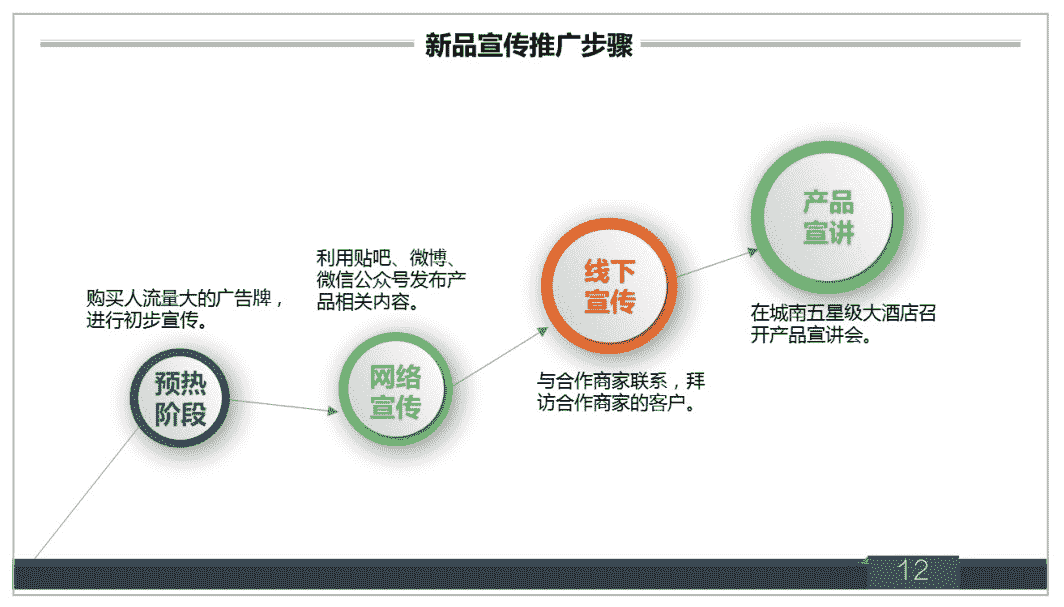 新品宣传推广步骤
购买人流量大的广告牌，
进行初步宣传。
预热
阶段
利用贴吧、微博、
微信公众号发布产
品相关内容。
网络
宣传
线下
宣传
与合作商家联系，拜
访合作商家的客户。
产品
宣讲
在城南五星级大酒店召
开产品宣讲会。
12